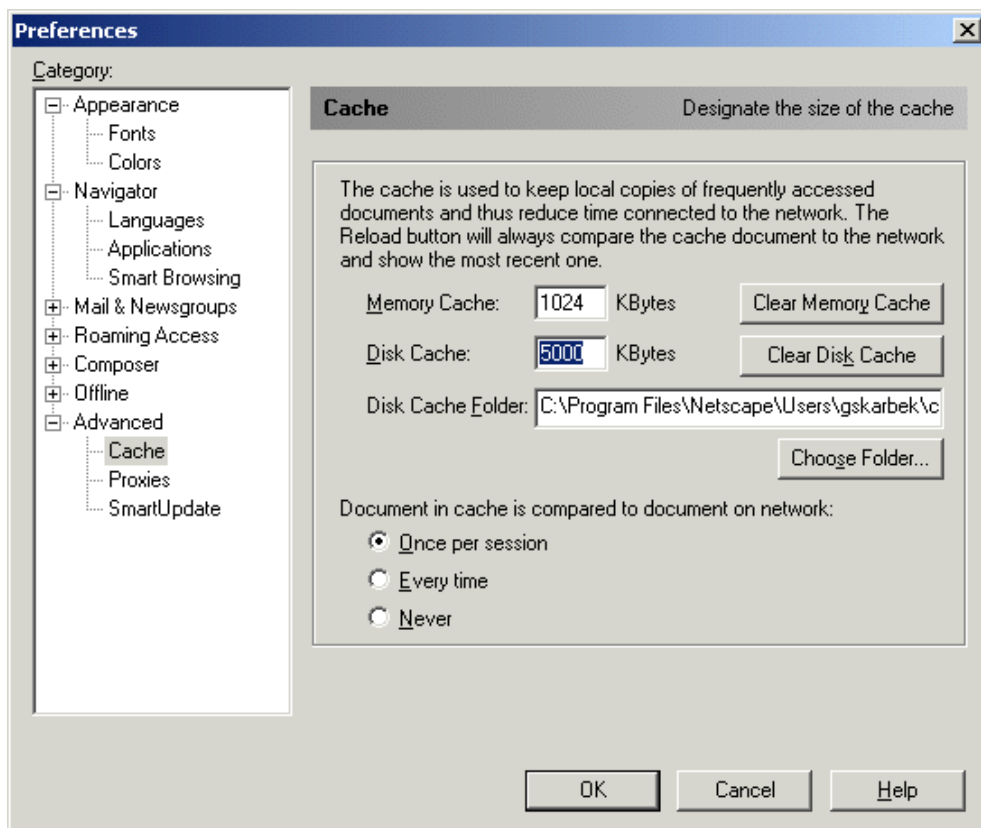 Preferences
Category:
Appearance
Fonts
Colors
Navigator
Languages
Applications
Smart Browsing
Mail & Newsgroups
Roaming Access
Composer
Offline
Advanced
Cache
Proxies
SmartUpdate
Cache Designate the size of the cache
The cache is used to keep local copies of frequently accessed
documents and thus reduce time connected to the network. The
Reload button will always compare the cache document to the network
and show the most recent one.
Memory Cache: 1024 KBytes Clear Memory Cache
Disk Cache: 5000 KBytes Clear Disk Cache
Disk Cache Folder: C:\Program Files\Netscape\Users\gskarbek\c
Choose Folder...
Document in cache is compared to document on network:
Once per session
Every time
Never
OK Cancel Help